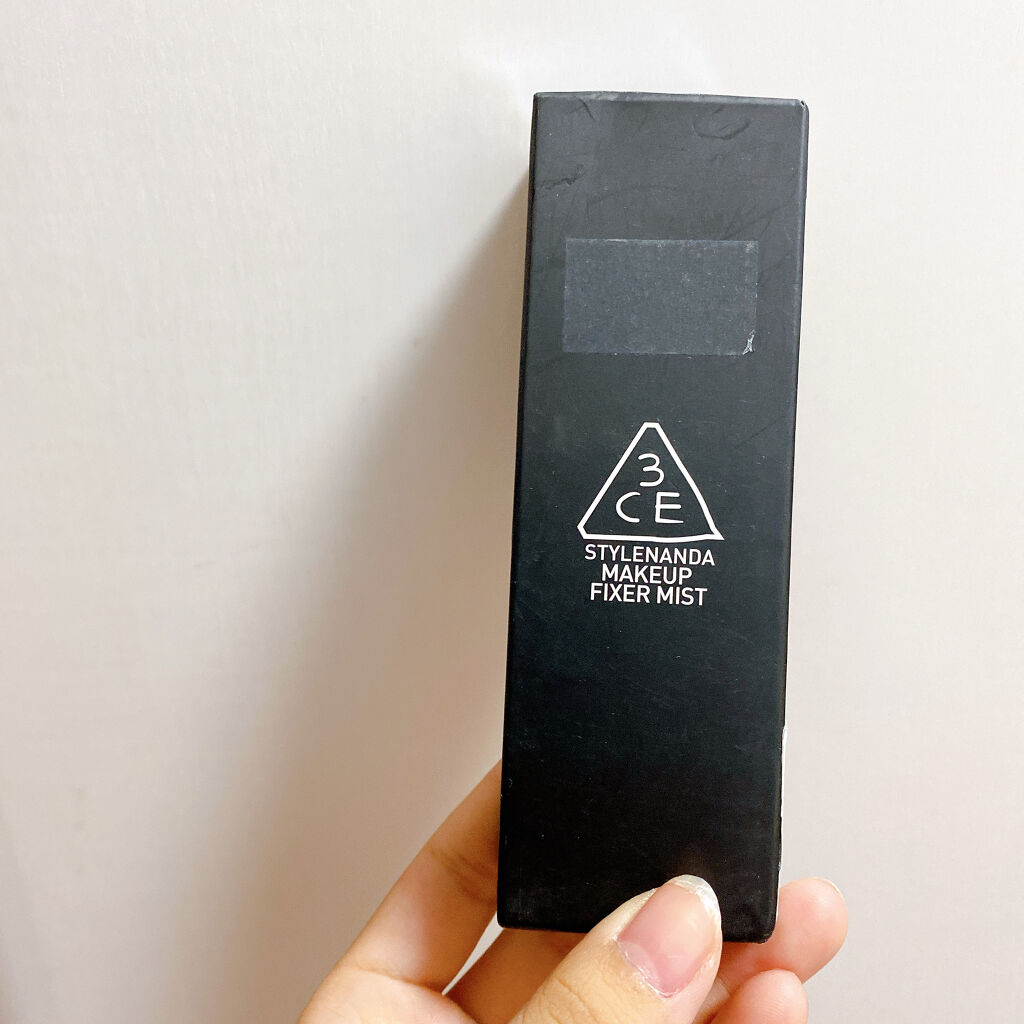 3
CE
STYLENANDA
MAKEUP
FIXER MIST